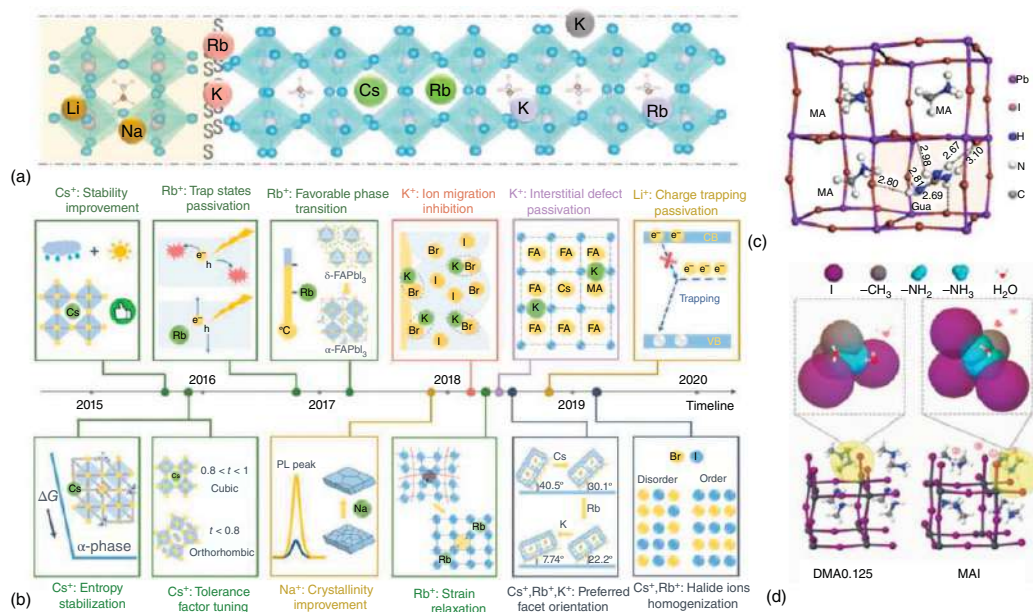 Rb
K
S
Li
Na
K
Cs
Rb
K
Rb
(a)
Cs⁺: Stability
improvement
Rb⁺: Trap states
passivation
Rb⁺: Favorable phase
transition
K⁺: Ion migration
inhibition
K⁺: Interstitial defect
passivation
Li⁺: Charge trapping
passivation
+
Cs
e⁻
h
Rb
e⁻
h
Rb
°C
δ-FAPbI₃
α-FAPbI₃
Br
I
I
K
Br
K
Br
I
K
I
K
Br
Br
I
FA
FA
FA
K
FA
Cs
MA
K
FA
FA
FA
FA
FA
FA
e⁻
e⁻
CB
e⁻ e⁻ e⁻
Trapping
VB
2015
2016
2017
2018
2019
2020
Timeline
ΔG
Cs
α-phase
Cs
0.8 < t < 1
Cubic
t < 0.8
Orthorhombic
PL peak
Na
Rb
Rb
Cs
40.5°
30.1°
Rb
K
7.74°
22.2°
Br
I
Disorder
Order
(b)
Cs⁺: Entropy
stabilization
Cs⁺: Tolerance
factor tuning
Na⁺: Crystallinity
improvement
Rb⁺: Strain
relaxation
Cs⁺,Rb⁺,K⁺: Preferred
facet orientation
Cs⁺,Rb⁺: Halide ions
homogenization
MA
MA
MA
Gua
2.98
2.67
3.10
2.80
2.81
2.69
Pb
I
H
N
C
(c)
I
–CH₃
–NH₂
–NH₃
H₂O
DMA0.125
MAI
(d)